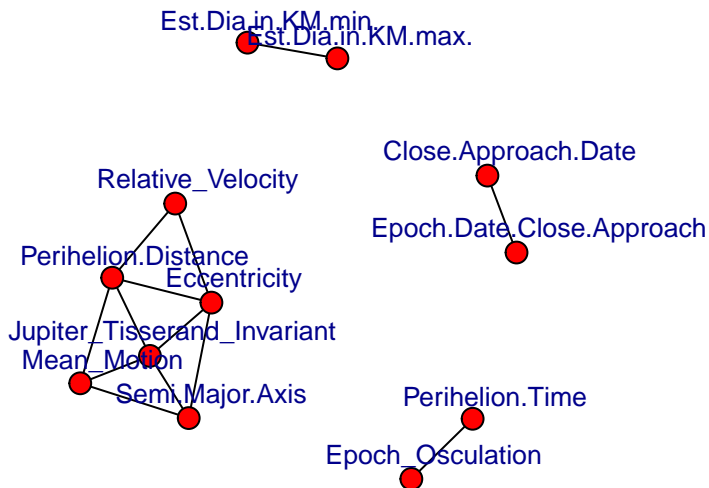 Est.Dia.in.KM.min.
Est.Dia.in.KM.max.
Close.Approach.Date
Relative_Velocity
Epoch.Date.Close.Approach
Perihelion.Distance
Eccentricity
Jupiter_Tisserand_Invariant
Mean_Motion
Semi.Major.Axis
Perihelion.Time
Epoch_Osculation